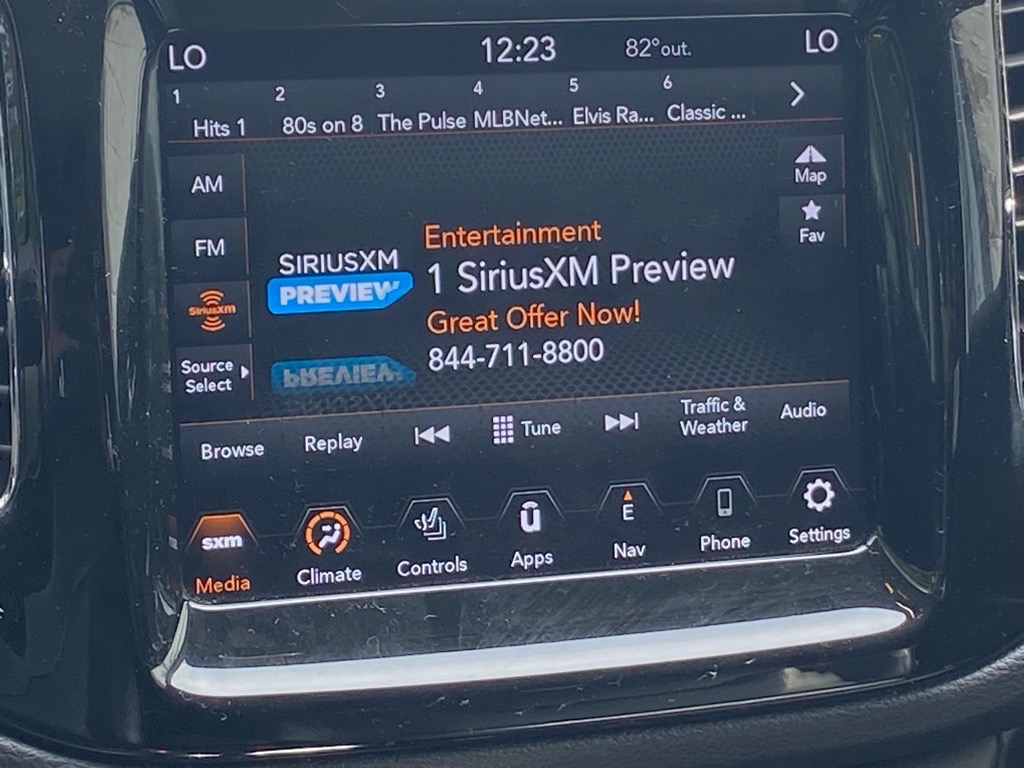 LO 12:23 82°out. LO
1 2 3 4 5 6
Hits 1 80s on 8 The Pulse MLBNet... Elvis Ra... Classic ...
AM
Map
FM
Fav
SIRIUSXM
PREVIEW
Entertainment
1 SiriusXM Preview
Great Offer Now!
844-711-8800
SiriusXM
Source
Select
Browse Replay Tune
Traffic &
Weather
Audio
sxm
Media
Climate
Controls
û
Apps
E
Nav
Phone
Settings